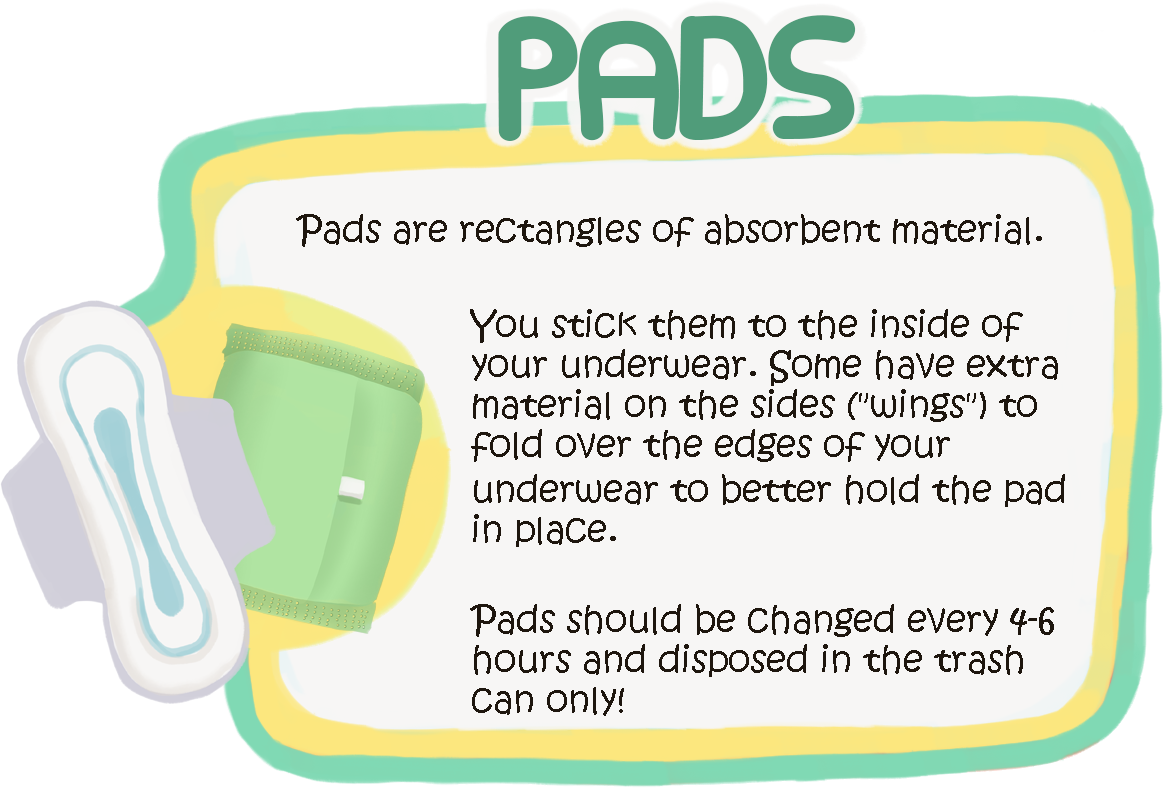 PADS
Pads are rectangles of absorbent material.
You stick them to the inside of
your underwear. Some have extra
material on the sides ("wings") to
fold over the edges of your
underwear to better hold the pad
in place.
Pads should be changed every 4-6
hours and disposed in the trash
can only!